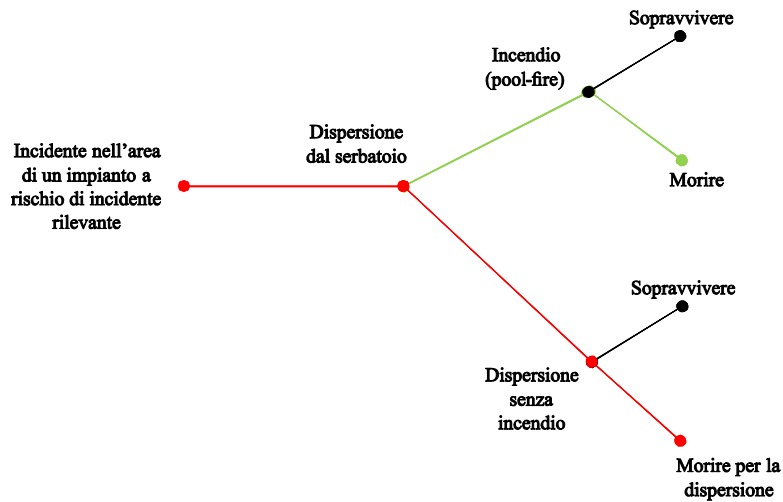 Sopravvivere
Incendio
(pool-fire)
Dispersione
dal serbatoio
Incidente nell'area
di un impianto a
rischio di incidente
rilevante
Morire
Sopravvivere
Dispersione
senza
incendio
Morire per la
dispersione